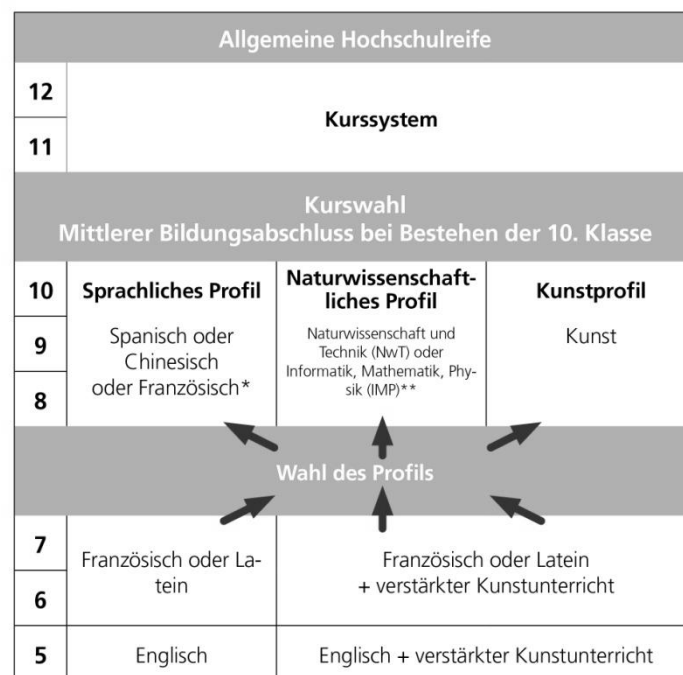 Allgemeine Hochschulreife
12
Kurssystem
11
Kurswahl
Mittlerer Bildungsabschluss bei Bestehen der 10. Klasse
10
Sprachliches Profil
Naturwissenschaft-
liches Profil
Kunstprofil
9
Spanisch oder
Chinesisch
oder Französisch*
Naturwissenschaft und
Technik (NwT) oder
Informatik, Mathematik, Phy-
sik (IMP)**
Kunst
8
Wahl des Profils
7
Französisch oder La-
tein
Französisch oder Latein
+ verstärkter Kunstunterricht
6
5
Englisch
Englisch + verstärkter Kunstunterricht